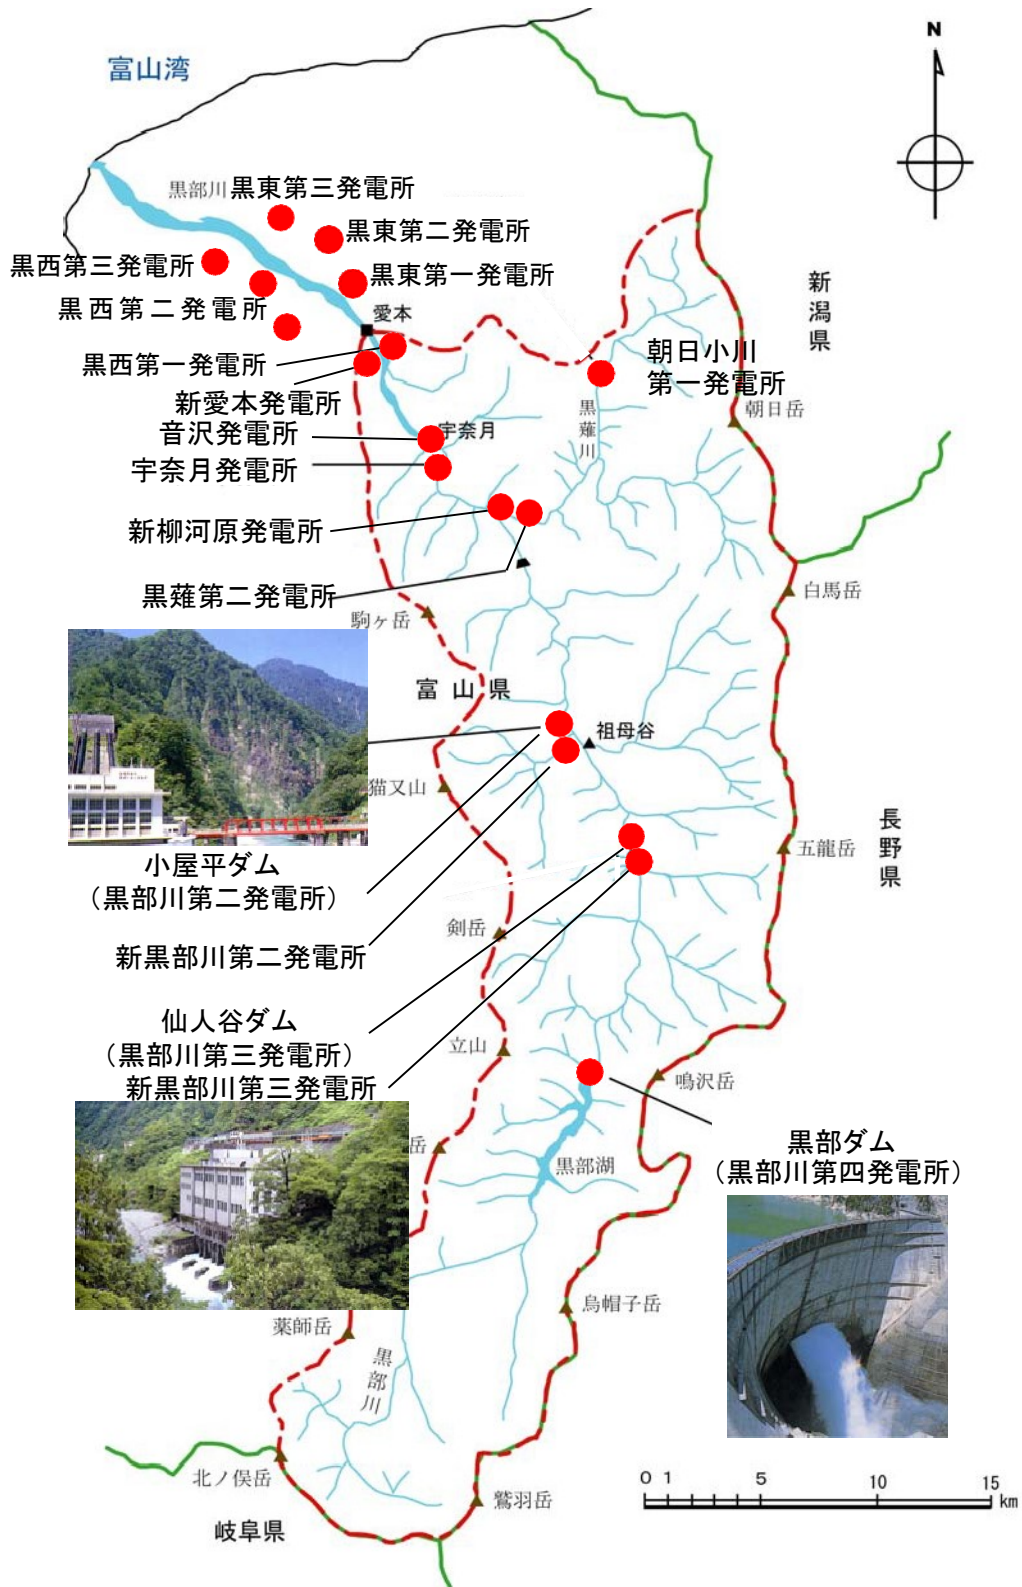 N
富山湾
黒部川
黒東第三発電所
黒東第二発電所
黒西第三発電所
黒東第一発電所
黒西第二発電所
愛本
新潟県
黒西第一発電所
朝日小川
第一発電所
新愛本発電所
黒薙川
朝日岳
音沢発電所
宇奈月
宇奈月発電所
新柳河原発電所
黒薙第二発電所
白馬岳
駒ヶ岳
富山県
祖母谷
猫又山
長野県
五龍岳
小屋平ダム
(黒部川第二発電所)
剣岳
新黒部川第二発電所
仙人谷ダム
(黒部川第三発電所)
立山
新黒部川第三発電所
鳴沢岳
岳
黒部湖
黒部ダム
(黒部川第四発電所)
烏帽子岳
薬師岳
黒部川
北ノ俣岳
鷲羽岳
岐阜県
0 1 5 10 15
km